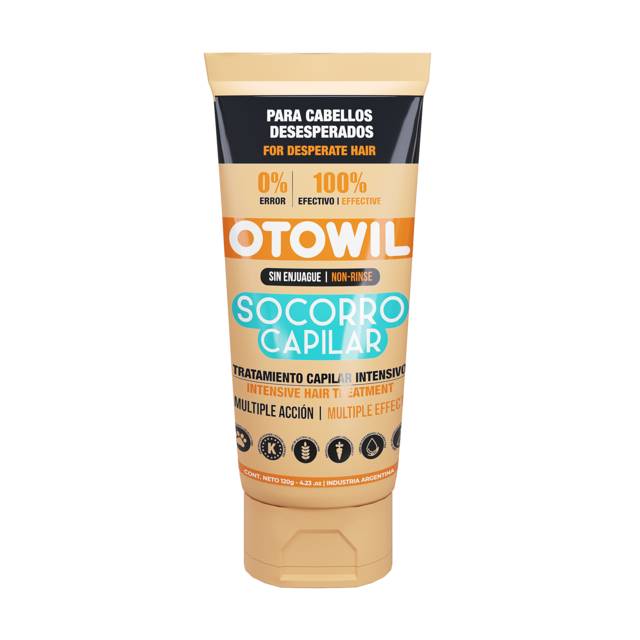 PARA CABELLOS
DESESPERADOS
FOR DESPERATE HAIR
0% 100%
ERROR EFECTIVO | EFFECTIVE
OTOWIL
SIN ENJUAGUE | NON-RINSE
SOCORRO
CAPILAR
TRATAMIENTO CAPILAR INTENSIVO
INTENSIVE HAIR TREATMENT
MULTIPLE ACCIÓN | MULTIPLE EFFECT
K
CONT. NETO 120g - 4.23 .oz | INDUSTRIA ARGENTINA